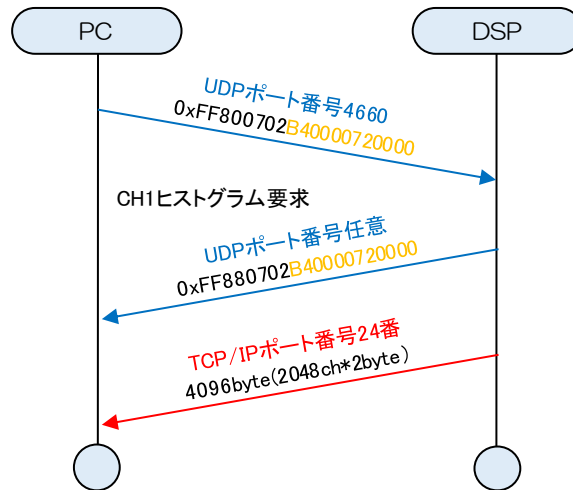 PC
DSP
UDPポート番号4660
0xFF800702B40000720000
CH1ヒストグラム要求
UDPポート番号任意
0xFF880702B40000720000
TCP/IPポート番号24番
4096byte(2048ch*2byte)